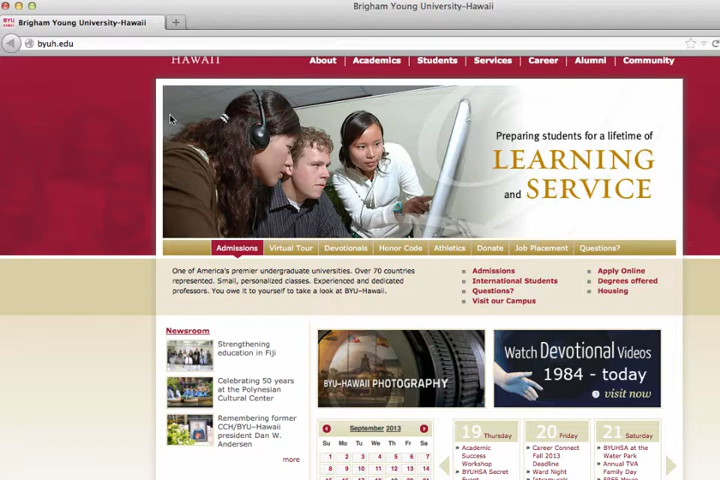 Brigham Young University-Hawaii
BYU
HAWAII
Brigham Young University-Hawaii
byuh.edu
HAWAII
About | Academics | Students | Services | Career | Alumni | Community
Preparing students for a lifetime of
LEARNING
and SERVICE
Admissions | Virtual Tour | Devotionals | Honor Code | Athletics | Donate | Job Placement | Questions?
One of America's premier undergraduate universities. Over 70 countries
represented. Small, personalized classes. Experienced and dedicated
professors. You owe it to yourself to take a look at BYU–Hawaii.
Admissions
International Students
Questions?
Visit our Campus
Apply Online
Degrees offered
Housing
Newsroom
Strengthening
education in Fiji
Celebrating 50 years
at the Polynesian
Cultural Center
Remembering former
CCH/BYU–Hawaii
president Dan W.
Andersen
more
BYU–HAWAII PHOTOGRAPHY
Watch Devotional Videos
1984 - today
visit now
September 2013
Su Mo Tu We Th Fr Sa
1 2 3 4 5 6 7
8 9 10 11 12 13 14
19 Thursday
Academic
Success
Workshop
BYUHSA Secret
Event
20 Friday
Career Connect
Fall 2013
Deadline
Ward Night
21 Saturday
BYUHSA at the
Water Park
Annual TVA
Family Day